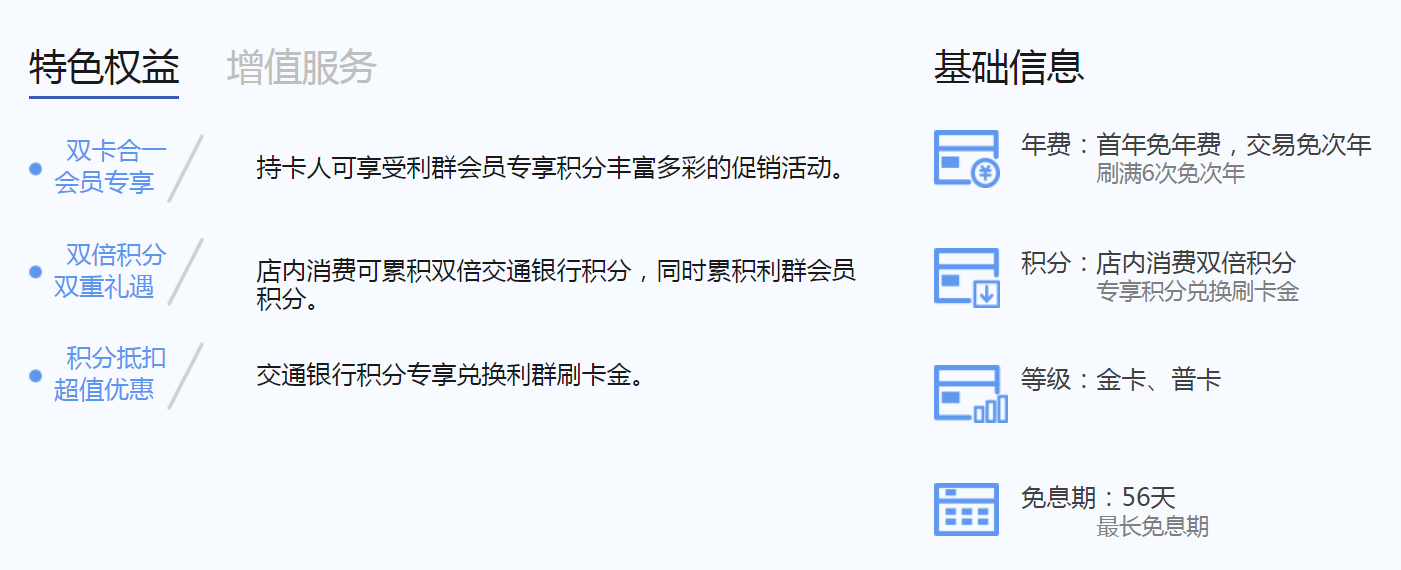 特色权益
增值服务
双卡合一
会员专享
持卡人可享受利群会员专享积分丰富多彩的促销活动。
双倍积分
双重礼遇
店内消费可累积双倍交通银行积分，同时累积利群会员
积分。
积分抵扣
超值优惠
交通银行积分专享兑换利群刷卡金。
基础信息
年费：首年免年费，交易免次年
刷满6次免次年
积分：店内消费双倍积分
专享积分兑换刷卡金
等级：金卡、普卡
免息期：56天
最长免息期